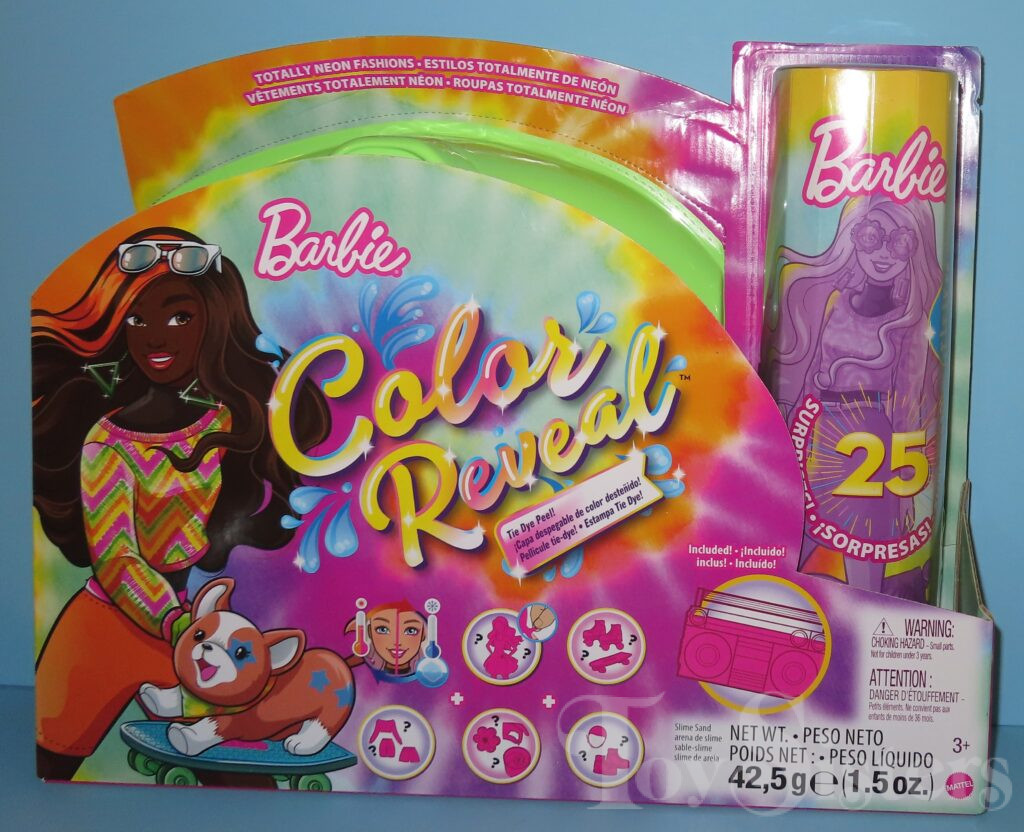 TOTALLY NEON FASHIONS • ESTILOS TOTALMENTE DE NEÓN
VÊTEMENTS TOTALEMENT NÉON • ROUPAS TOTALMENTE NÉON
Barbie
Barbie®
Color
Reveal™
Tie Dye Peel!
¡Capa despegable de color desteñido!
Pellicule tie-dye! • Estampa Tie Dye!
25
¡SORPRESAS!
Included! • ¡Incluido!
inclus! • Incluído!
? ?
? ?
+ +
? ?
? ?
? ?
WARNING:
CHOKING HAZARD – Small parts.
Not for children under 3 years.
ATTENTION :
DANGER D'ÉTOUFFEMENT –
Petits éléments. Ne convient pas aux
enfants de moins de 36 mois.
Slime Sand
arena de slime
sable-slime
slime de areia
NET WT. • PESO NETO
POIDS NET : • PESO LÍQUIDO
42,5 g e (1.5 oz.)
3+
MATTEL
ToySisters